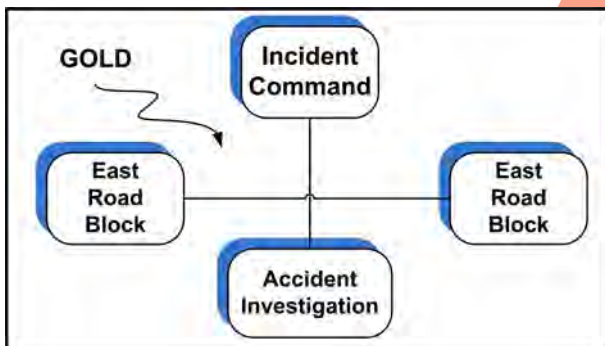 GOLD
Incident
Command
East
Road
Block
East
Road
Block
Accident
Investigation